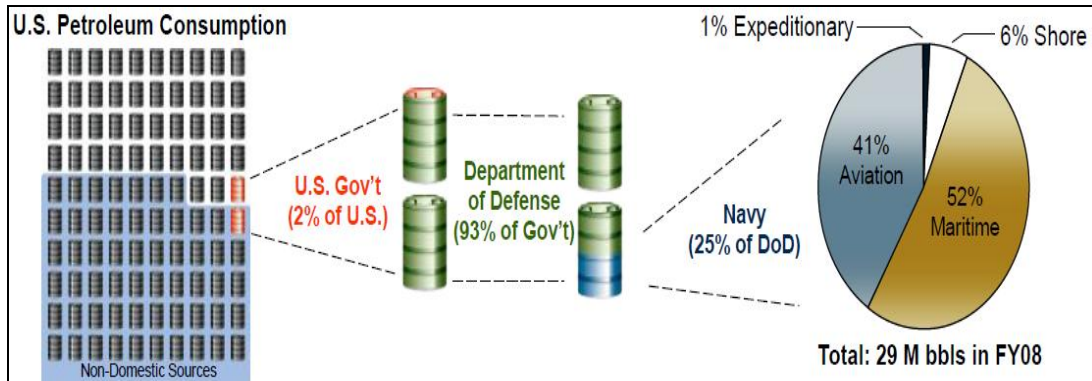 U.S. Petroleum Consumption
Non-Domestic Sources
U.S. Gov't
(2% of U.S.)
Department
of Defense
(93% of Gov't)
Navy
(25% of DoD)
1% Expeditionary
6% Shore
41%
Aviation
52%
Maritime
Total: 29 M bbls in FY08